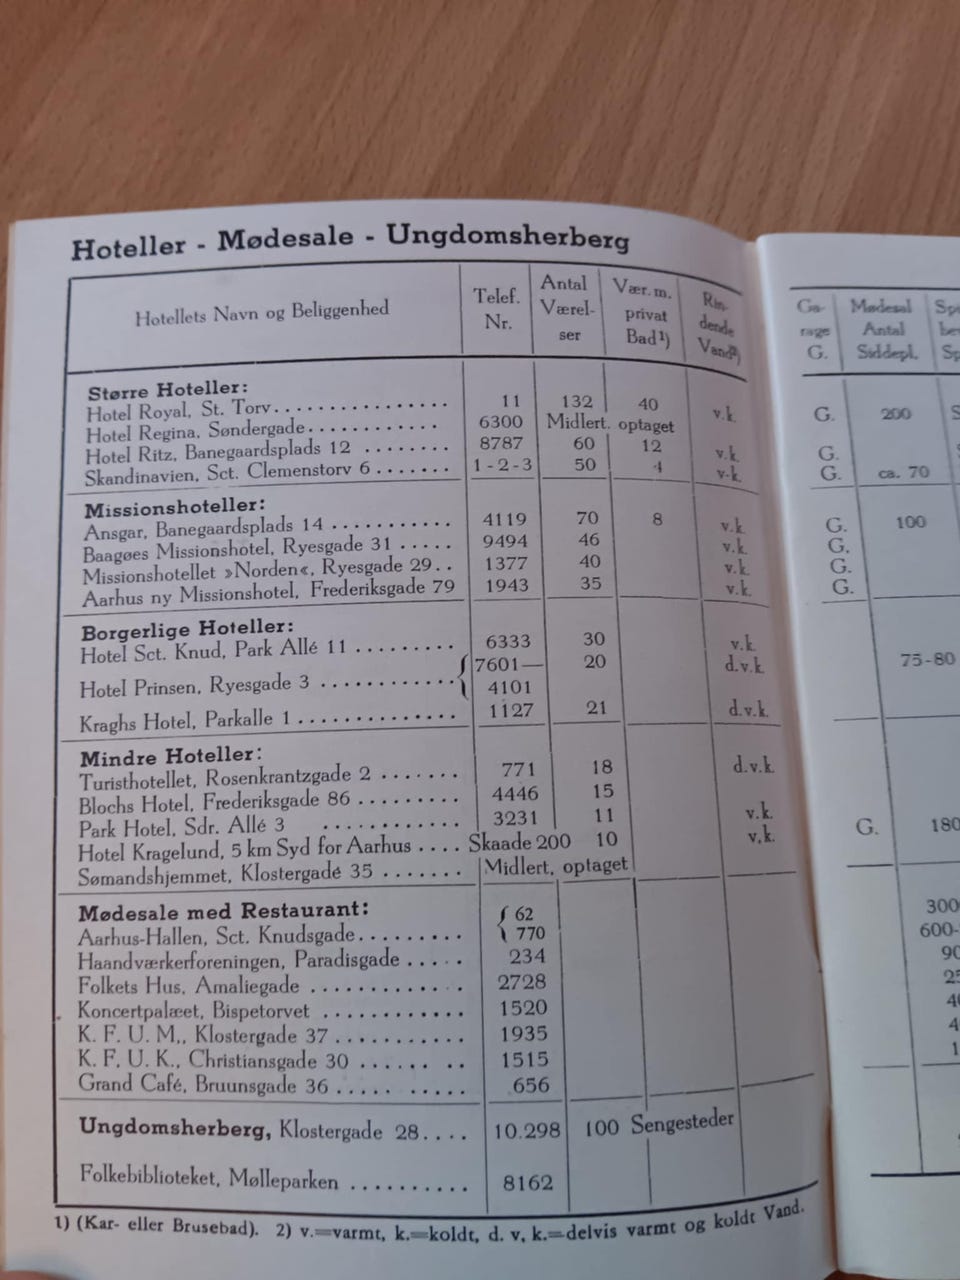 Hoteller - Mødesale - Ungdomsherberg
Hotellets Navn og Beliggenhed Telef. Nr. Antal Værel- ser Vær. m. privat Bad¹) Rin- dende Vand²)
Større Hoteller:
Hotel Royal, St. Torv................ 11 132 40 v.k.
Hotel Regina, Søndergade............ 6300 Midlert. optaget
Hotel Ritz, Banegaardsplads 12 ........ 8787 60 12 v.k.
Skandinavien, Sct. Clemenstorv 6 ....... 1-2-3 50 4 v-k.
Missionshoteller:
Ansgar, Banegaardsplads 14 ........... 4119 70 8 v.k.
Baagøes Missionshotel, Ryesgade 31 ..... 9494 46 v.k.
Missionshotellet »Norden«, Ryesgade 29.. 1377 40 v.k.
Aarhus ny Missionshotel, Frederiksgade 79 1943 35 v.k.
Borgerlige Hoteller:
Hotel Sct. Knud, Park Allé 11 ......... 6333 30 v.k.
Hotel Prinsen, Ryesgade 3 ............ { 7601— 20 d.v.k.
4101
Kraghs Hotel, Parkalle 1 .............. 1127 21 d.v.k.
Mindre Hoteller:
Turisthotellet, Rosenkrantzgade 2 ....... 771 18 d.v.k.
Blochs Hotel, Frederiksgade 86 ......... 4446 15
Park Hotel, Sdr. Allé 3 ............ 3231 11 v.k.
Hotel Kragelund, 5 km Syd for Aarhus .... Skaade 200 10 v,k.
Sømandshjemmet, Klostergade 35 ....... Midlert, optaget
Mødesale med Restaurant:
Aarhus-Hallen, Sct. Knudsgade......... { 62
770
Haandværkerforeningen, Paradisgade ..... 234
Folkets Hus, Amaliegade ............ 2728
Koncertpalæet, Bispetorvet ............ 1520
K. F. U. M., Klostergade 37........... 1935
K. F. U. K., Christiansgade 30 ...... .. 1515
Grand Café, Bruunsgade 36..... ...... 656
Ungdomsherberg, Klostergade 28.... 10.298 100 Sengesteder
Folkebiblioteket, Mølleparken .......... 8162
1) (Kar- eller Brusebad). 2) v.=varmt, k.=koldt, d. v, k.=delvis varmt og koldt Vand.
Ga- rage G. Mødesal Antal Siddepl.
G. 200
G.
G. ca. 70
G. 100
G.
G.
G.
75-80
G. 180
300
600-